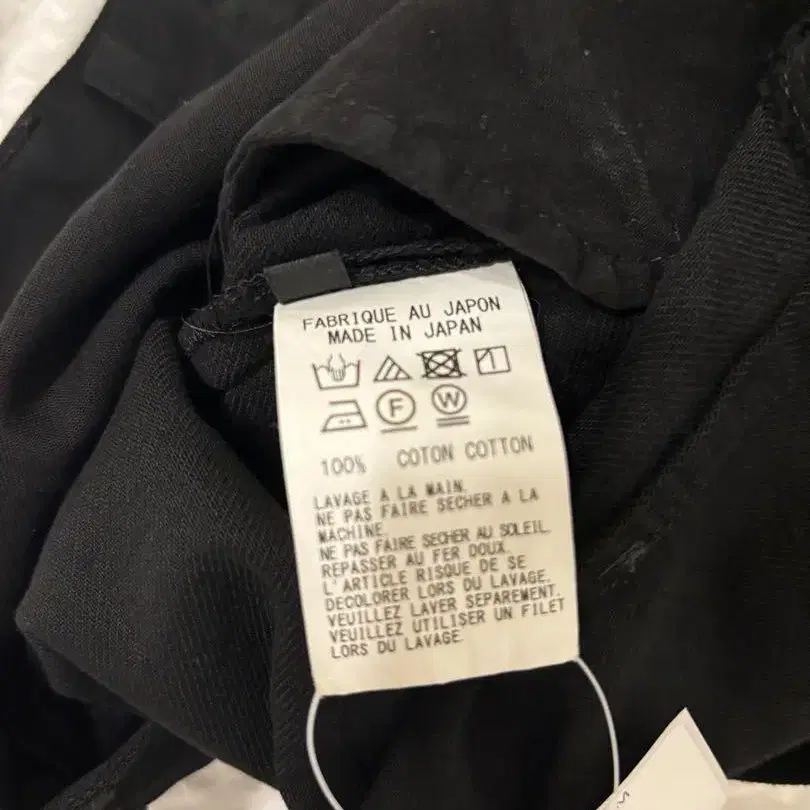 FABRIQUE AU JAPON
MADE IN JAPAN
F W
100% COTON COTTON
LAVAGE A LA MAIN.
NE PAS FAIRE SECHER A LA
MACHINE.
NE PAS FAIRE SECHER AU SOLEIL.
REPASSER AU FER DOUX.
L'ARTICLE RISQUE DE SE
DECOLORER LORS DU LAVAGE.
VEUILLEZ LAVER SEPAREMENT.
VEUILLEZ UTILISER UN FILET
LORS DU LAVAGE.